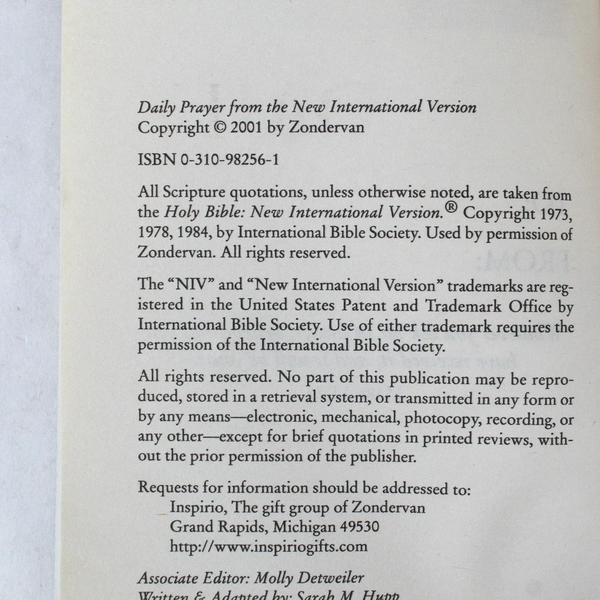 Daily Prayer from the New International Version
Copyright © 2001 by Zondervan
ISBN 0-310-98256-1
All Scripture quotations, unless otherwise noted, are taken from
the Holy Bible: New International Version.® Copyright 1973,
1978, 1984, by International Bible Society. Used by permission of
Zondervan. All rights reserved.
The “NIV” and “New International Version” trademarks are reg-
istered in the United States Patent and Trademark Office by
International Bible Society. Use of either trademark requires the
permission of the International Bible Society.
All rights reserved. No part of this publication may be repro-
duced, stored in a retrieval system, or transmitted in any form or
by any means—electronic, mechanical, photocopy, recording, or
any other—except for brief quotations in printed reviews, with-
out the prior permission of the publisher.
Requests for information should be addressed to:
Inspirio, The gift group of Zondervan
Grand Rapids, Michigan 49530
http://www.inspiriogifts.com
Associate Editor: Molly Detweiler
Written & Adapted by: Sarah M. Hupp